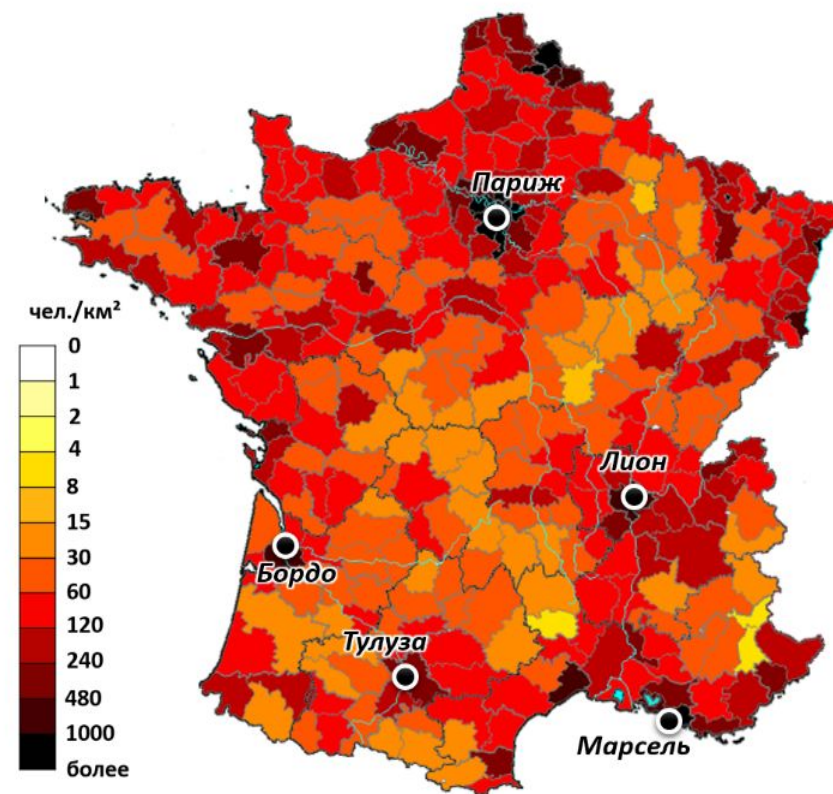 Париж
чел./км²
0
1
2
4
8
15
30
60
120
240
480
1000
более
Лион
Бордо
Тулуза
Марсель